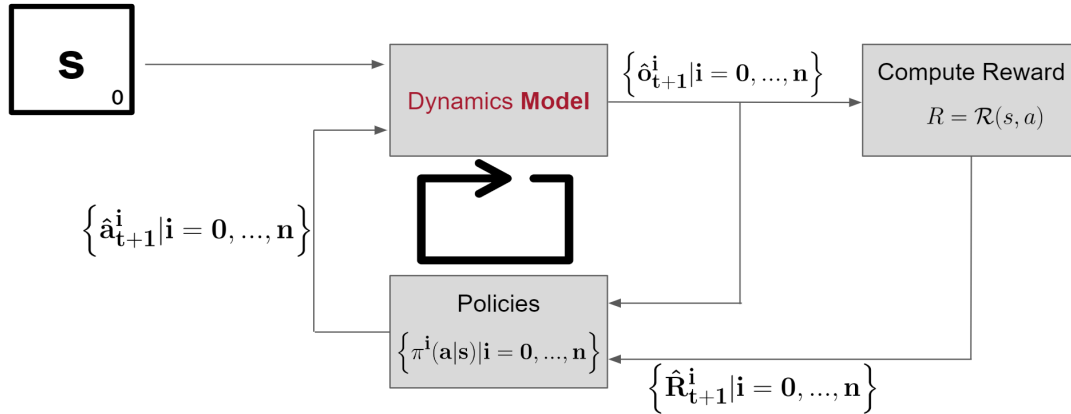 s
0
Dynamics Model
{ô^i_{t+1}|i = 0, ..., n}
Compute Reward
R = ℛ(s, a)
{â^i_{t+1}|i = 0, ..., n}
Policies
{π^i(a|s)|i = 0, ..., n}
{R̂^i_{t+1}|i = 0, ..., n}